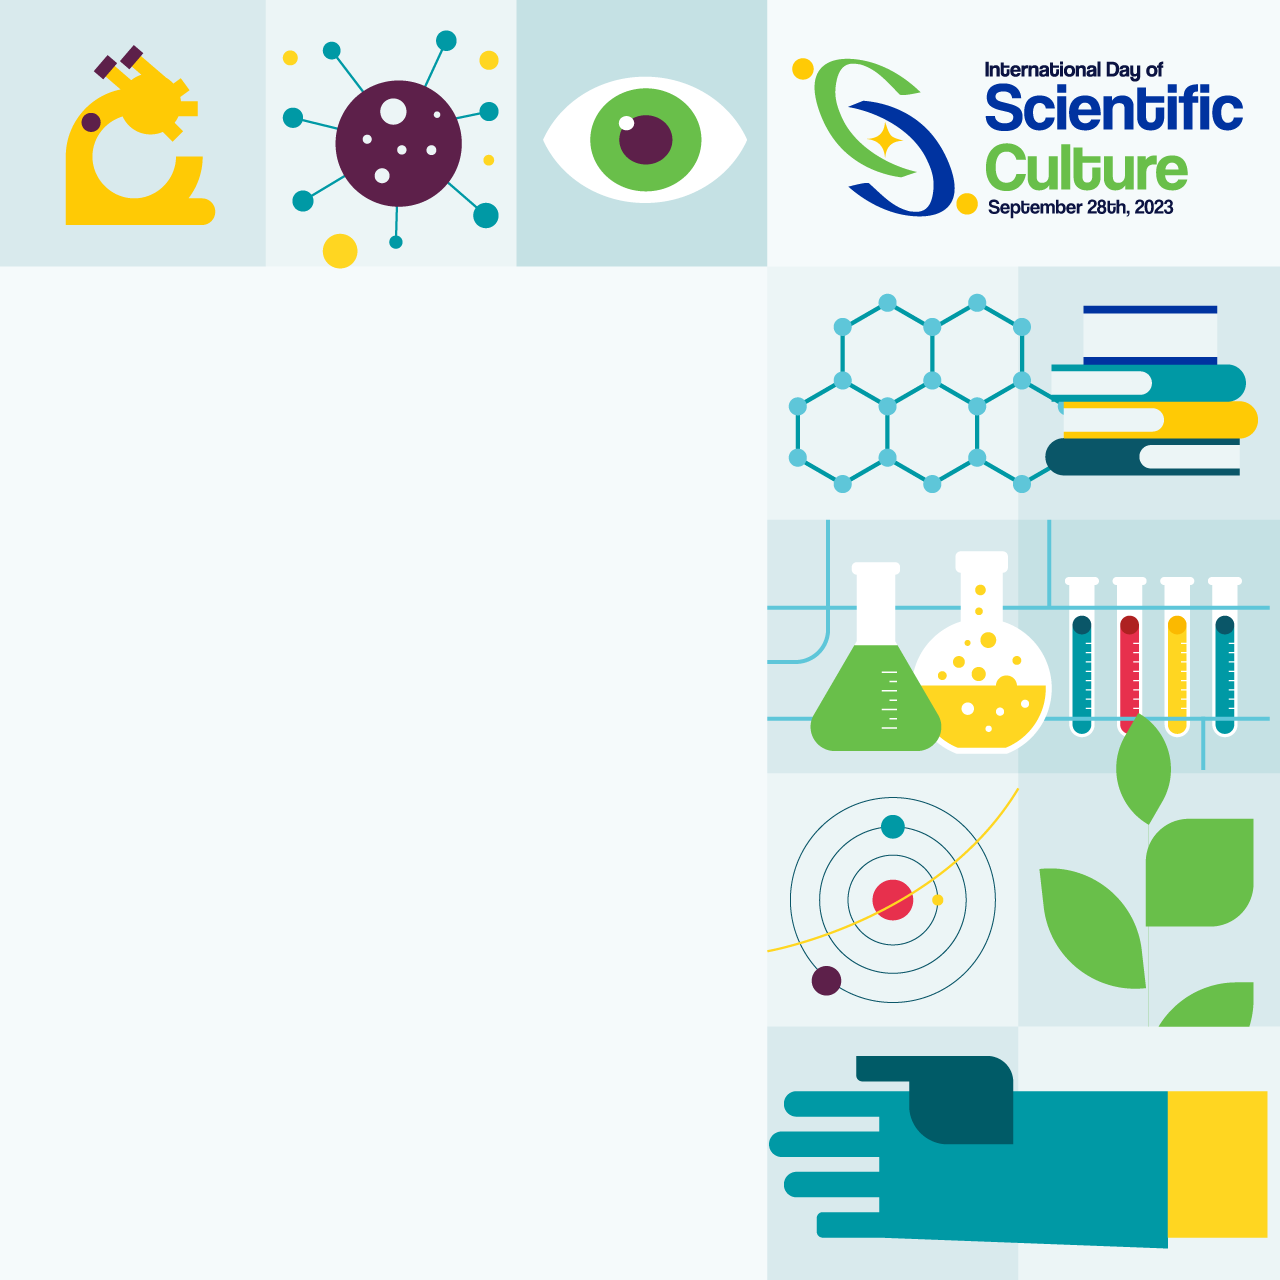 International Day of
Scientific
Culture
September 28th, 2023